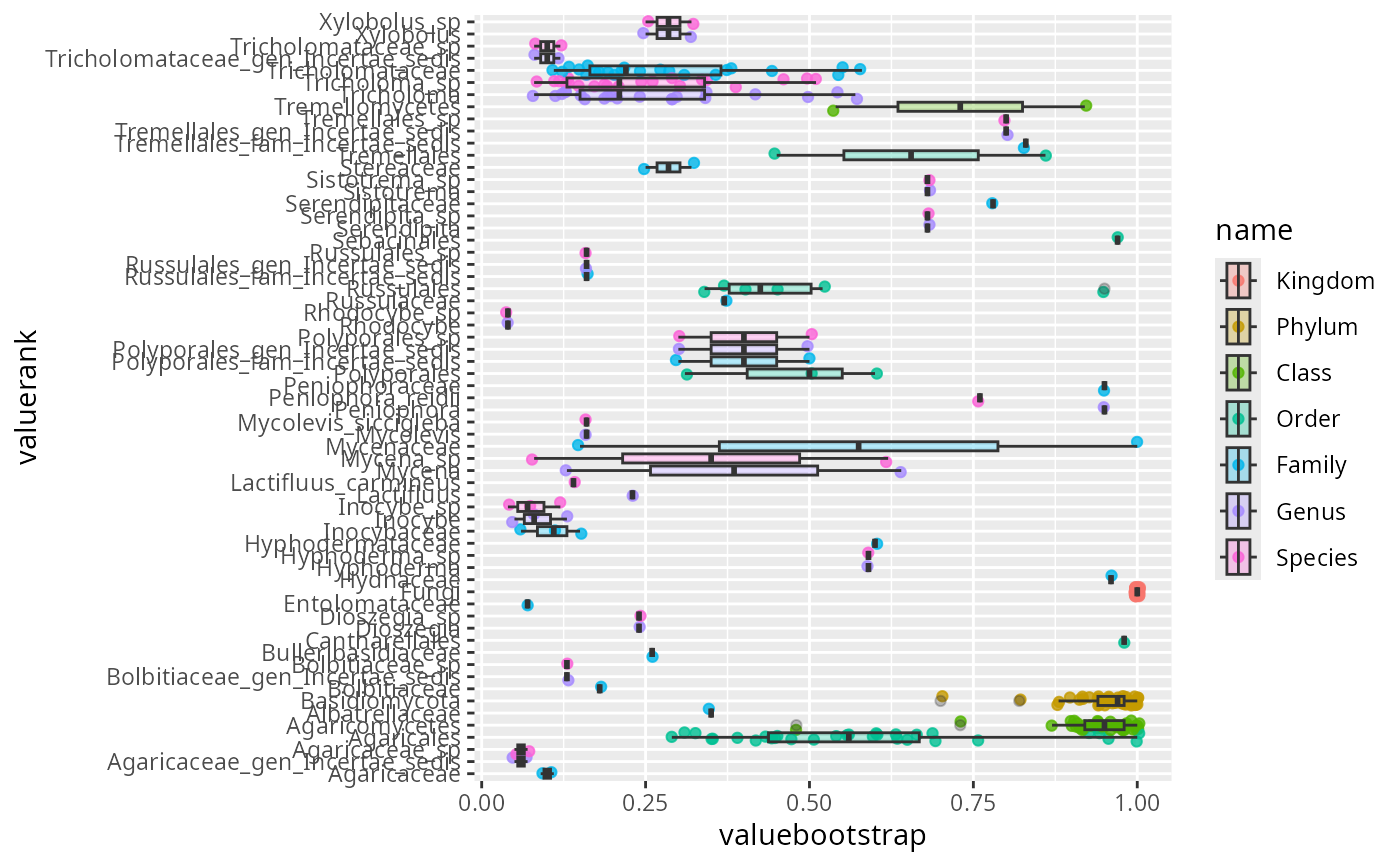 Xylobolus_sp
Xylobolus
Tricholomataceae_sp
Tricholomataceae_gen_Incertae_sedis
Tricholomataceae
Tricholoma_sp
Tricholoma
Tremellomycetes
Tremellales_sp
Tremellales_gen_Incertae_sedis
Tremellales_fam_Incertae_sedis
Tremellales
Stereaceae
Sistotrema_sp
Sistotrema
Serendipitaceae
Serendipita_sp
Serendipita
Sebacinales
Russulales_sp
Russulales_gen_Incertae_sedis
Russulales_fam_Incertae_sedis
Russulales
Russulaceae
Rhodocybe_sp
Rhodocybe
Polyporales_sp
Polyporales_gen_Incertae_sedis
Polyporales_fam_Incertae_sedis
Polyporales
Peniophoraceae
Peniophora_reidii
Peniophora
Mycolevis_siccigleba
Mycolevis
Mycenaceae
Mycena_sp
Mycena
Lactifluus_carmineus
Lactifluus
Inocybe_sp
Inocybe
Inocybaceae
Hyphodermataceae
Hyphoderma_sp
Hyphoderma
Hydnaceae
Fungi
Entolomataceae
Dioszegia_sp
Dioszegia
Cantharellales
Bulleribasidiaceae
Bolbitiaceae_sp
Bolbitiaceae_gen_Incertae_sedis
Bolbitiaceae
Basidiomycota
Albatrellaceae
Agaricomycetes
Agaricales
Agaricaceae_sp
Agaricaceae_gen_Incertae_sedis
Agaricaceae
valuerank
0.00 0.25 0.50 0.75 1.00
valuebootstrap
name
Kingdom
Phylum
Class
Order
Family
Genus
Species